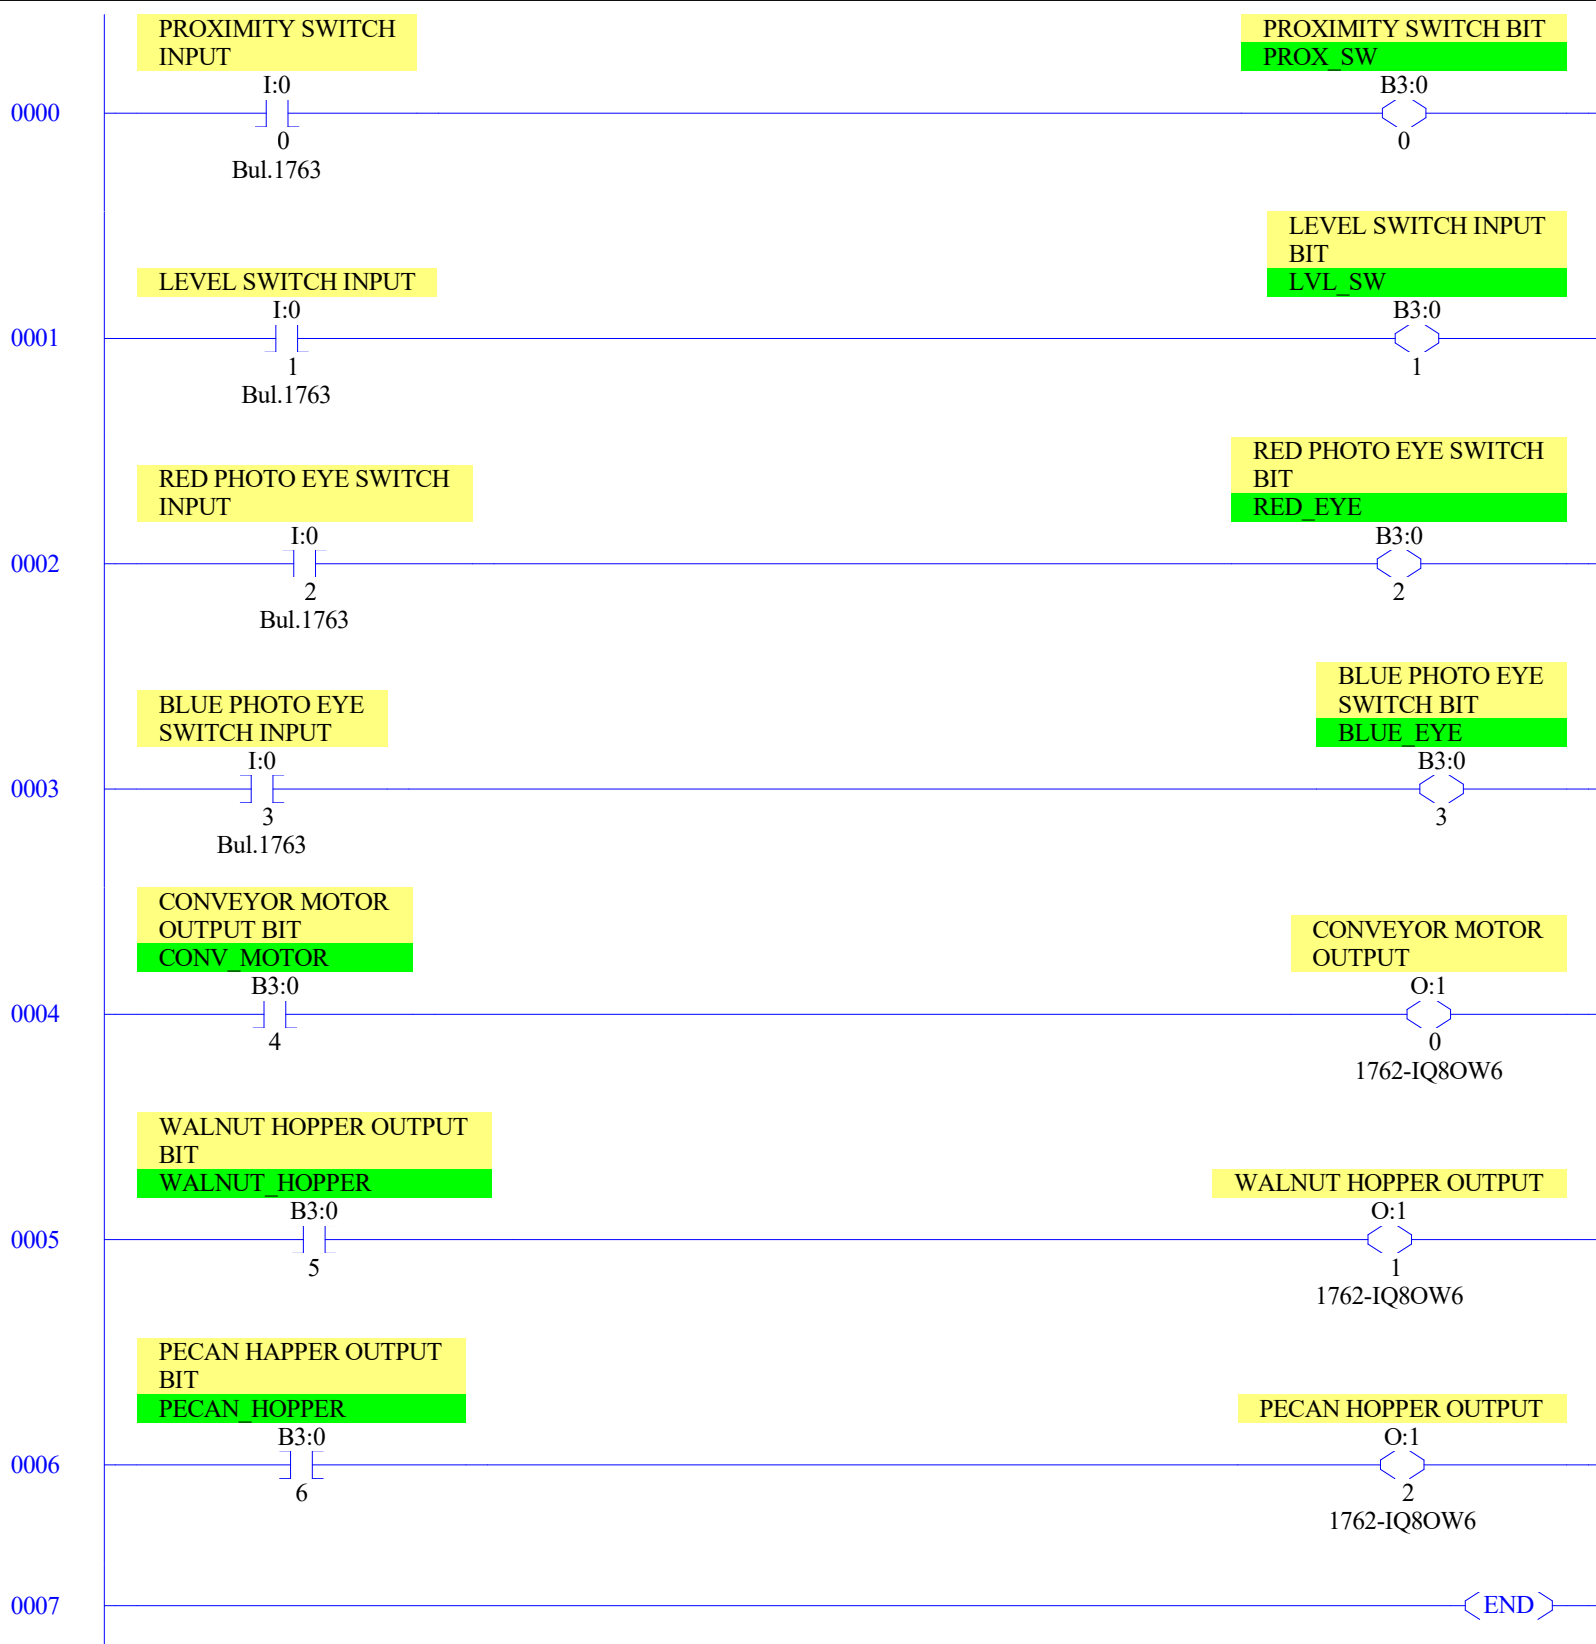 PROXIMITY SWITCH
INPUT
I:0
0
Bul.1763
PROXIMITY SWITCH BIT
PROX_SW
B3:0
0
0000
LEVEL SWITCH INPUT
I:0
1
Bul.1763
LEVEL SWITCH INPUT
BIT
LVL_SW
B3:0
1
0001
RED PHOTO EYE SWITCH
INPUT
I:0
2
Bul.1763
RED PHOTO EYE SWITCH
BIT
RED_EYE
B3:0
2
0002
BLUE PHOTO EYE
SWITCH INPUT
I:0
3
Bul.1763
BLUE PHOTO EYE
SWITCH BIT
BLUE_EYE
B3:0
3
0003
CONVEYOR MOTOR
OUTPUT BIT
CONV_MOTOR
B3:0
4
CONVEYOR MOTOR
OUTPUT
O:1
0
1762-IQ8OW6
0004
WALNUT HOPPER OUTPUT
BIT
WALNUT_HOPPER
B3:0
5
WALNUT HOPPER OUTPUT
O:1
1
1762-IQ8OW6
0005
PECAN HAPPER OUTPUT
BIT
PECAN_HOPPER
B3:0
6
PECAN HOPPER OUTPUT
O:1
2
1762-IQ8OW6
0006
0007
END